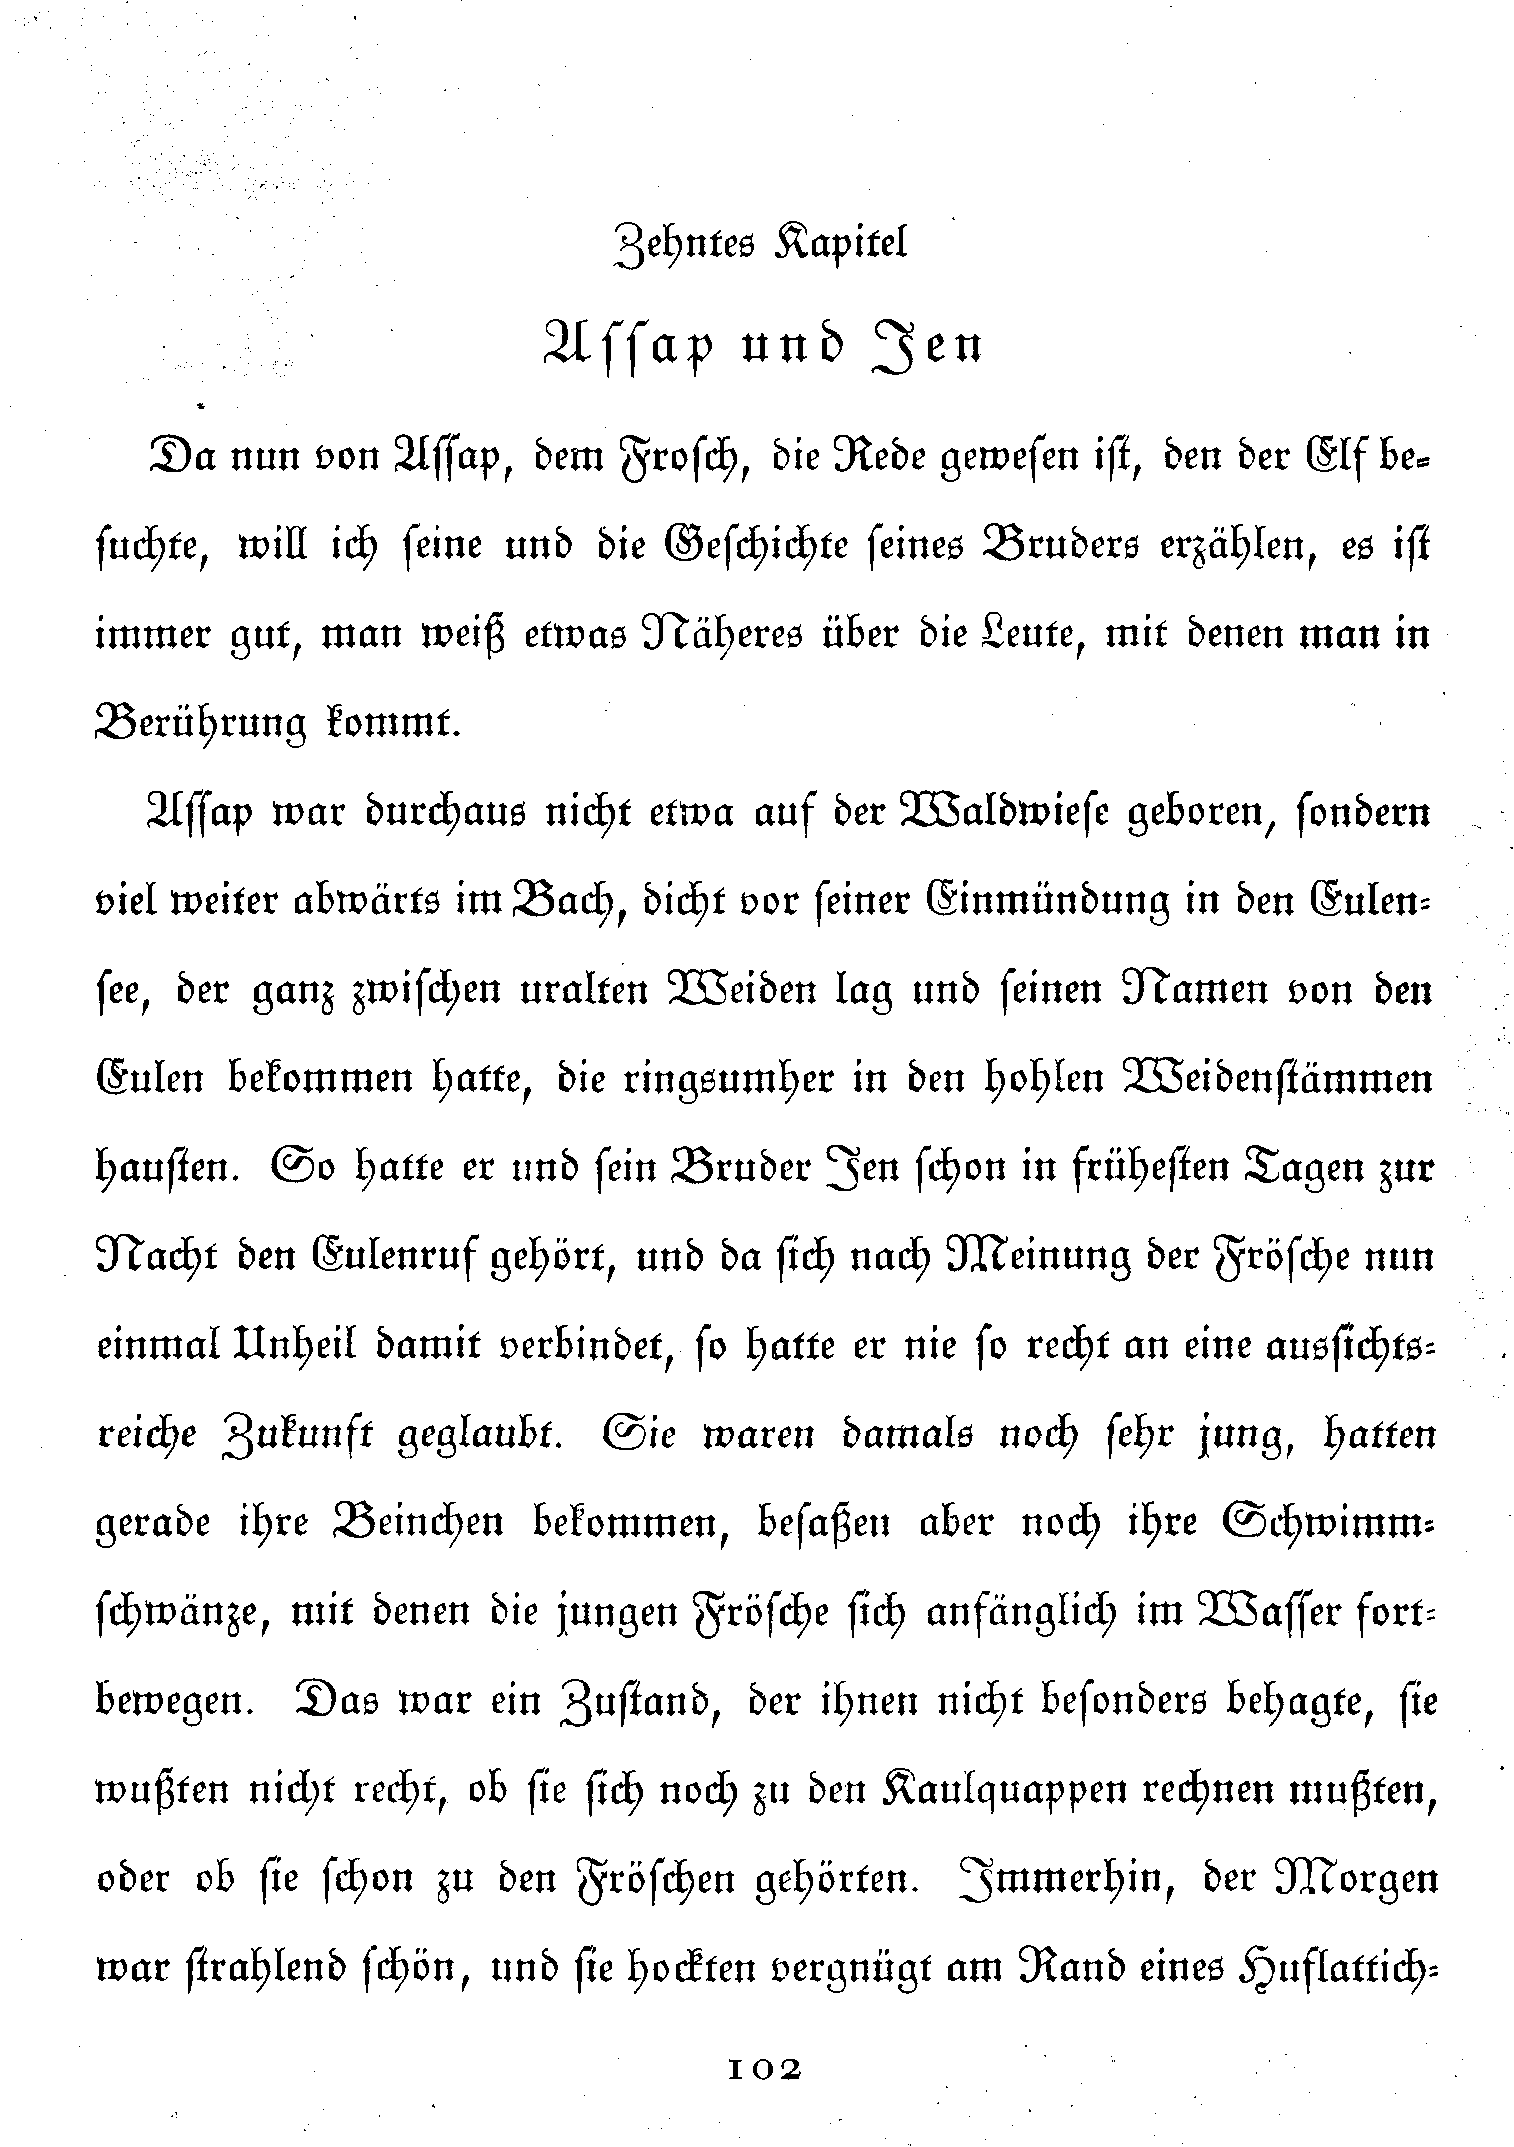 Zehntes Kapitel
Assap und Jen
Da nun von Assap, dem Frosch, die Rede gewesen ist, den der Elf be-
suchte, will ich seine und die Geschichte seines Bruders erzählen, es ist
immer gut, man weiß etwas Näheres über die Leute, mit denen man in
Berührung kommt.
Assap war durchaus nicht etwa auf der Waldwiese geboren, sondern
viel weiter abwärts im Bach, dicht vor seiner Einmündung in den Eulen-
see, der ganz zwischen uralten Weiden lag und seinen Namen von den
Eulen bekommen hatte, die ringsumher in den hohlen Weidenstämmen
hausten. So hatte er und sein Bruder Jen schon in frühesten Tagen zur
Nacht den Eulenruf gehört, und da sich nach Meinung der Frösche nun
einmal Unheil damit verbindet, so hatte er nie so recht an eine aussichts-
reiche Zukunft geglaubt. Sie waren damals noch sehr jung, hatten
gerade ihre Beinchen bekommen, besaßen aber noch ihre Schwimm-
schwänze, mit denen die jungen Frösche sich anfänglich im Wasser fort-
bewegen. Das war ein Zustand, der ihnen nicht besonders behagte, sie
wußten nicht recht, ob sie sich noch zu den Kaulquappen rechnen mußten,
oder ob sie schon zu den Fröschen gehörten. Immerhin, der Morgen
war strahlend schön, und sie hockten vergnügt am Rand eines Huflattich-
102